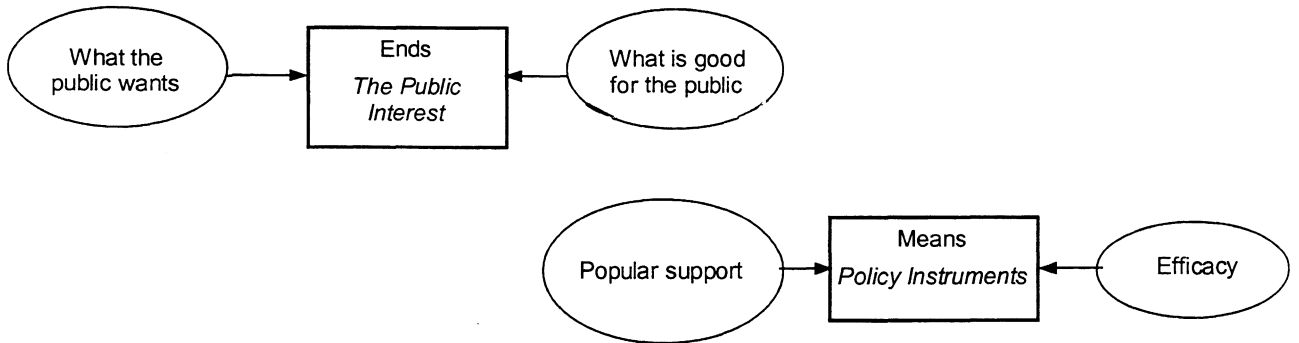 What the
public wants
Ends
The Public
Interest
What is good
for the public
Popular support
Means
Policy Instruments
Efficacy